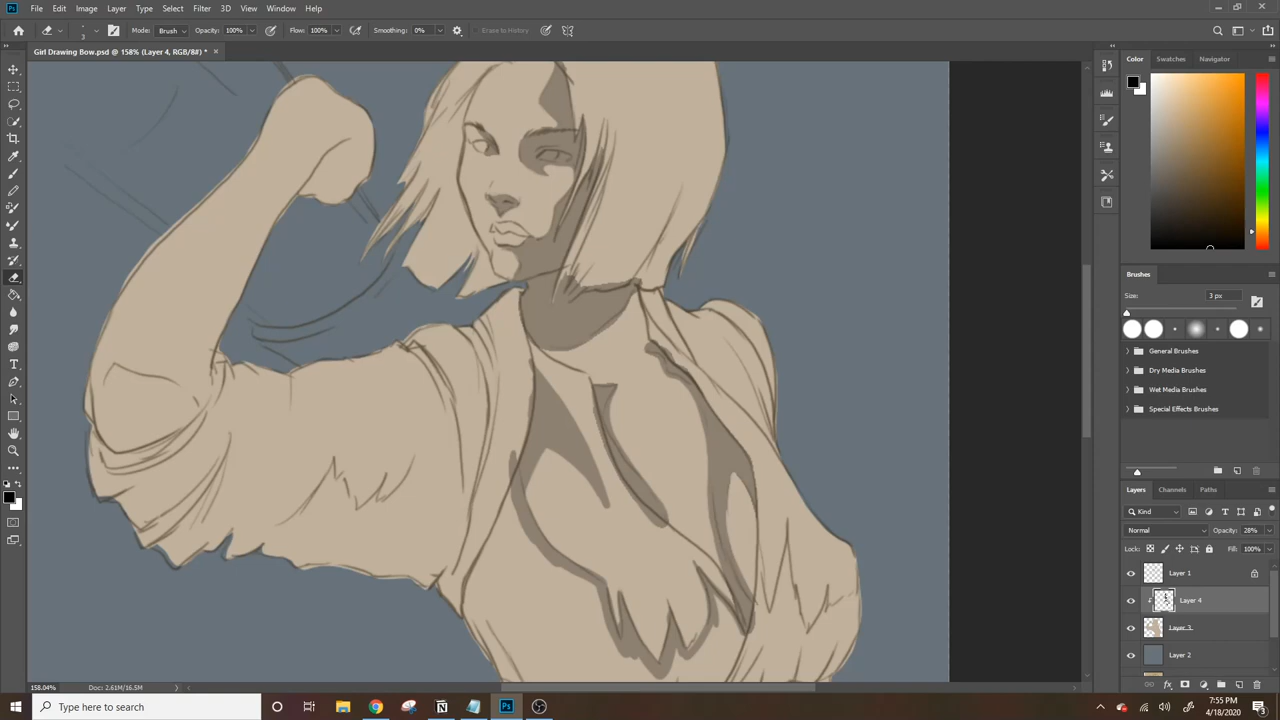 File Edit Image Layer Type Select Filter 3D View Window Help
3 Mode: Brush Opacity: 100% Flow: 100% Smoothing: 0% Erase to History
Girl Drawing Bow.psd @ 158% (Layer 4, RGB/8#) *
Color Swatches Navigator
Brushes
Size: 3 px
General Brushes
Dry Media Brushes
Wet Media Brushes
Special Effects Brushes
Layers Channels Paths
Kind
Normal Opacity: 28%
Lock: Fill: 100%
Layer 1
Layer 4
Layer 3
Layer 2
158.04% Doc: 2.61M/16.5M
Type here to search
7:55 PM
4/18/2020